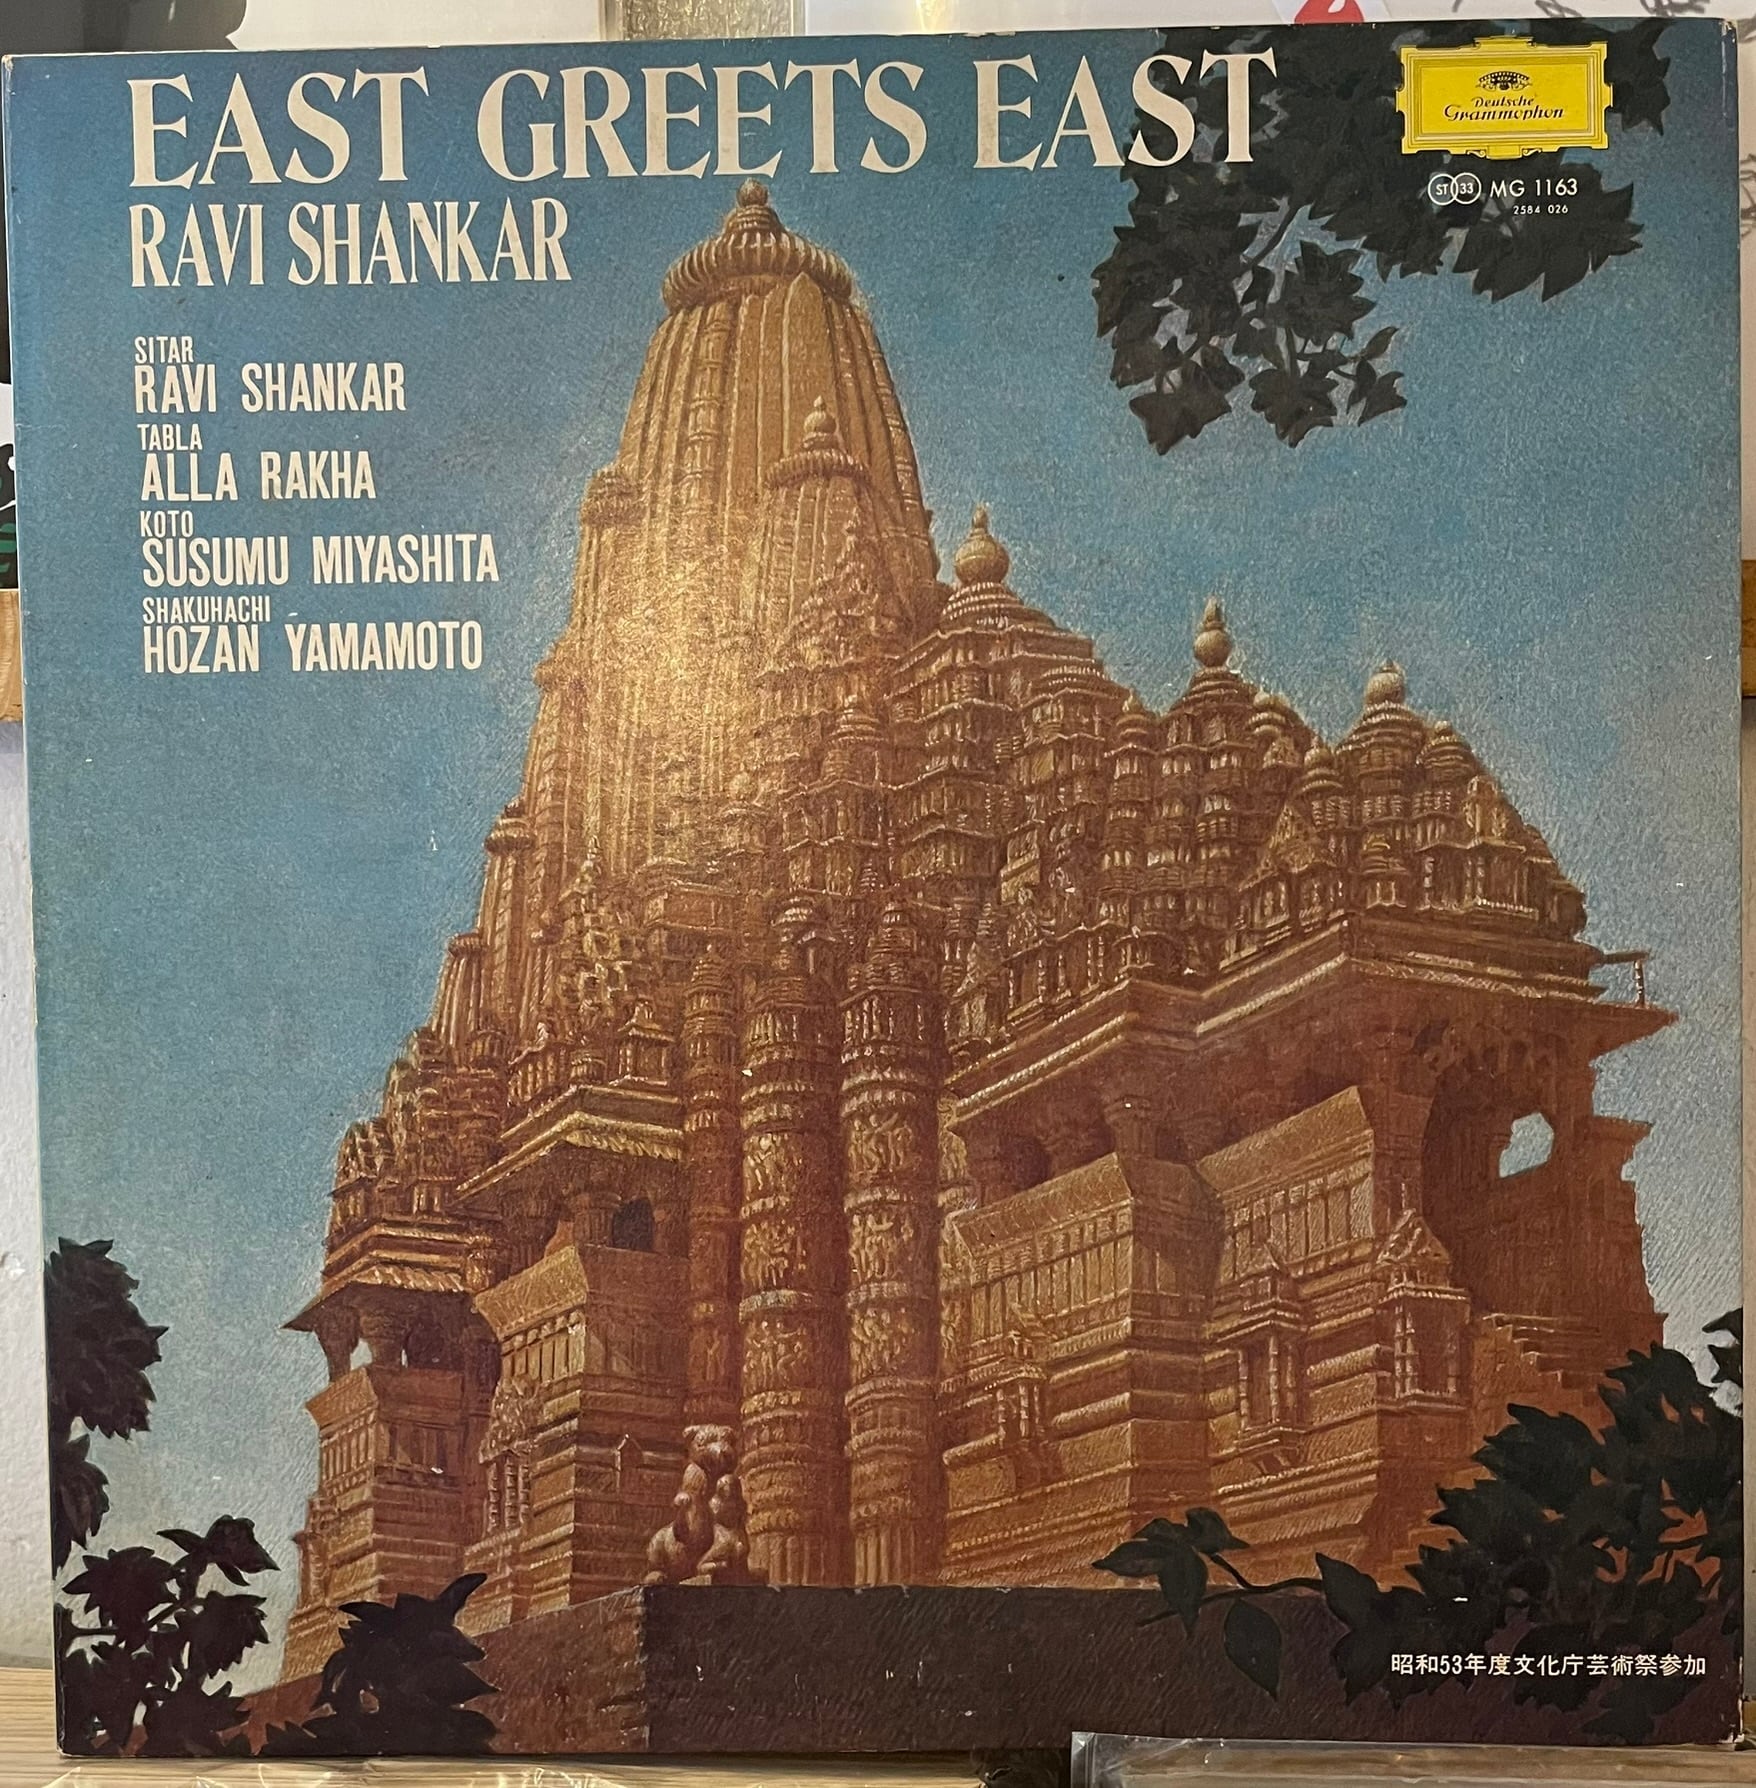 EAST GREETS EAST
RAVI SHANKAR
Deutsche
Grammophon
ST 33 MG 1163
2584 026
SITAR
RAVI SHANKAR
TABLA
ALLA RAKHA
KOTO
SUSUMU MIYASHITA
SHAKUHACHI
HOZAN YAMAMOTO
昭和53年度文化庁芸術祭参加